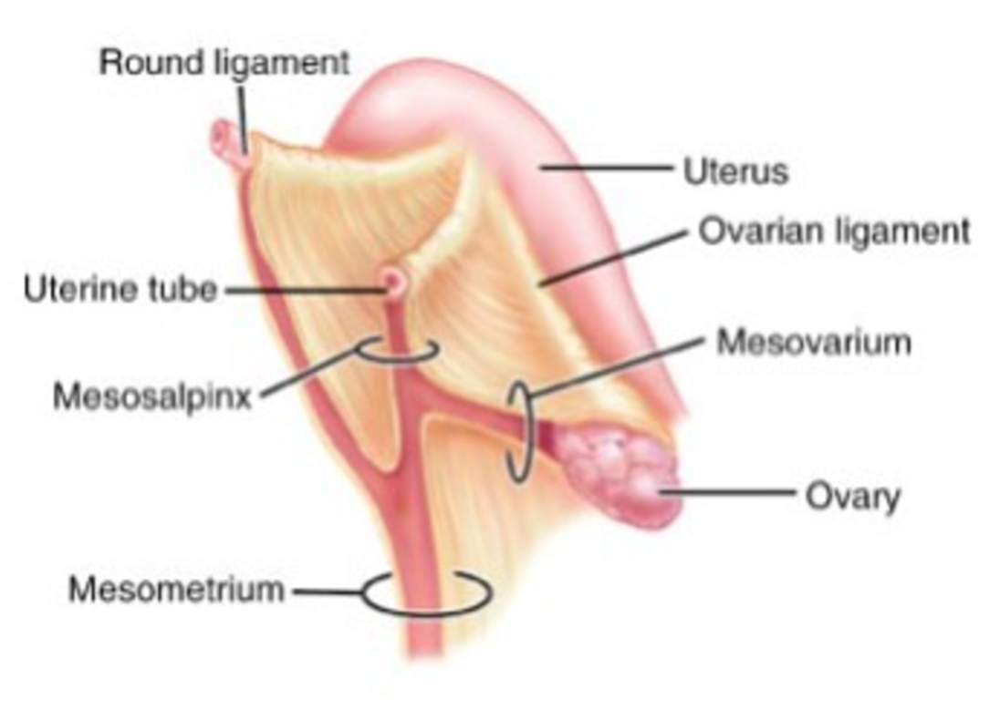 Round ligament
Uterus
Ovarian ligament
Uterine tube
Mesovarium
Mesosalpinx
Ovary
Mesometrium